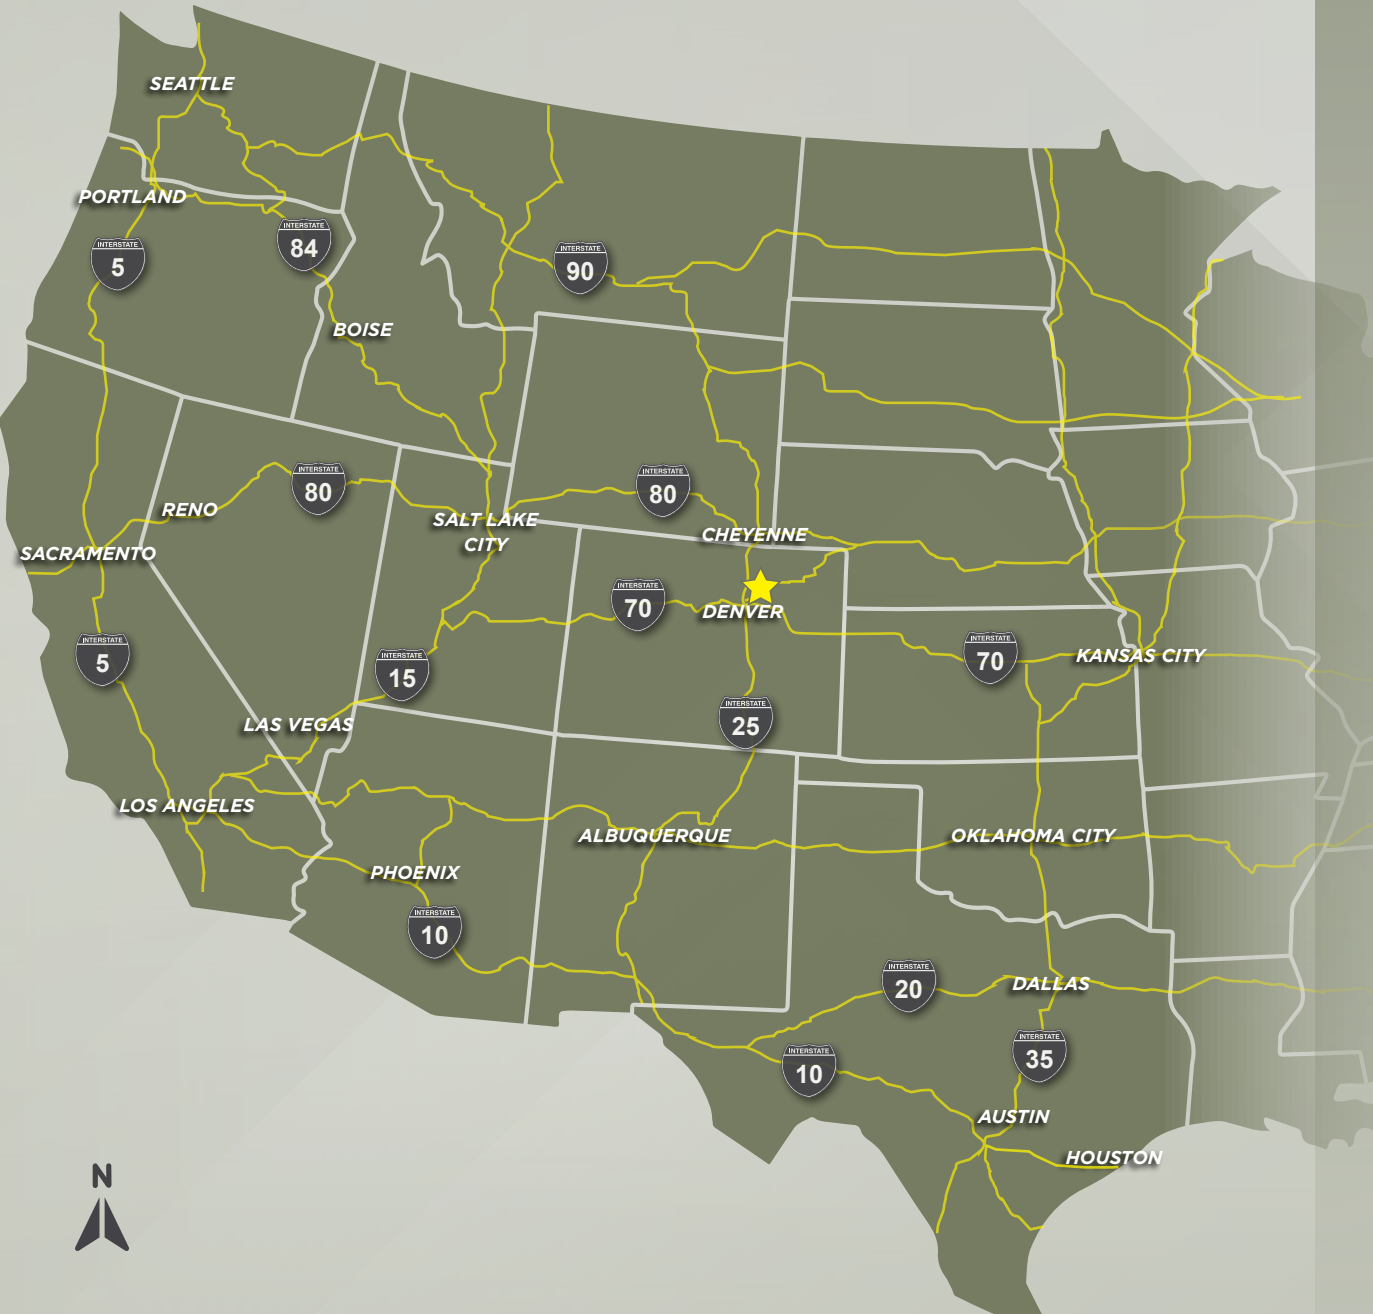 SEATTLE
PORTLAND
INTERSTATE
5
INTERSTATE
84
INTERSTATE
90
BOISE
INTERSTATE
80
RENO
INTERSTATE
80
SALT LAKE
CITY
CHEYENNE
SACRAMENTO
INTERSTATE
70
DENVER
INTERSTATE
5
INTERSTATE
15
INTERSTATE
70
KANSAS CITY
LAS VEGAS
INTERSTATE
25
LOS ANGELES
ALBUQUERQUE
OKLAHOMA CITY
PHOENIX
INTERSTATE
10
INTERSTATE
20
DALLAS
INTERSTATE
10
INTERSTATE
35
AUSTIN
HOUSTON
N